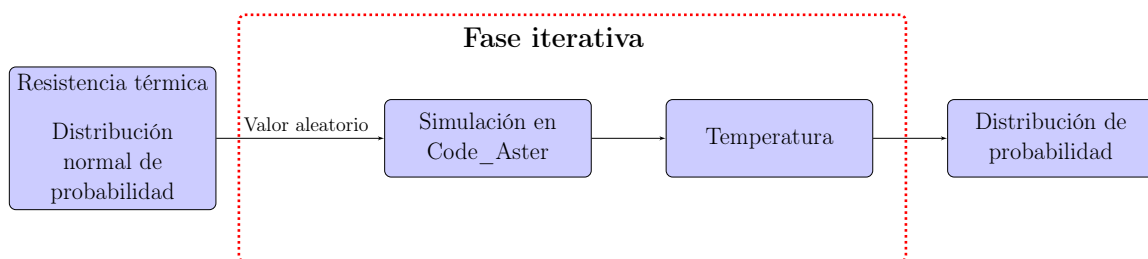 Fase iterativa
Resistencia térmica
Distribución
normal de
probabilidad
Valor aleatorio
Simulación en
Code_Aster
Temperatura
Distribución de
probabilidad